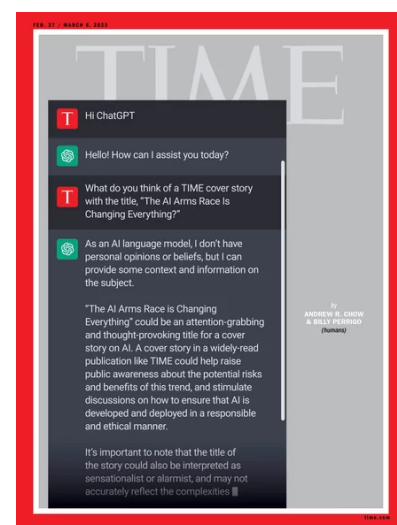 FEB. 27 / MARCH 6, 2023
TIME
T Hi ChatGPT
Hello! How can I assist you today?
T What do you think of a TIME cover story
with the title, "The AI Arms Race Is
Changing Everything?"
As an AI language model, I don't have
personal opinions or beliefs, but I can
provide some context and information on
the subject.
"The AI Arms Race is Changing
Everything" could be an attention-grabbing
and thought-provoking title for a cover
story on AI. A cover story in a widely-read
publication like TIME could help raise
public awareness about the potential risks
and benefits of this trend, and stimulate
discussions on how to ensure that AI is
developed and deployed in a responsible
and ethical manner.
It's important to note that the title of
the story could also be interpreted as
sensationalist or alarmist, and may not
accurately reflect the complexities
by
ANDREW R. CHOW
& BILLY PERRIGO
(humans)
time.com